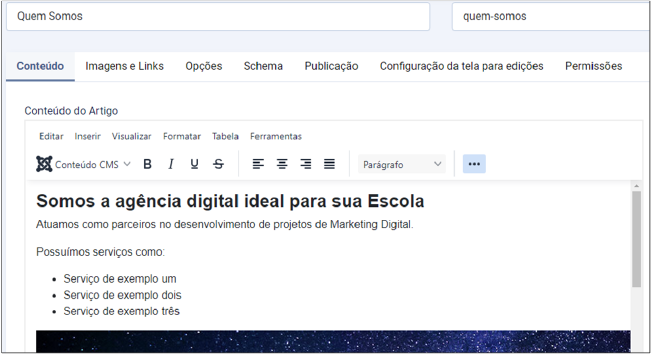 Quem Somos
quem-somos
Conteúdo Imagens e Links Opções Schema Publicação Configuração da tela para edições Permissões
Conteúdo do Artigo
Editar Inserir Visualizar Formatar Tabela Ferramentas
Conteúdo CMS B I U S Parágrafo
Somos a agência digital ideal para sua Escola
Atuamos como parceiros no desenvolvimento de projetos de Marketing Digital.
Possuímos serviços como:
• Serviço de exemplo um
• Serviço de exemplo dois
• Serviço de exemplo três